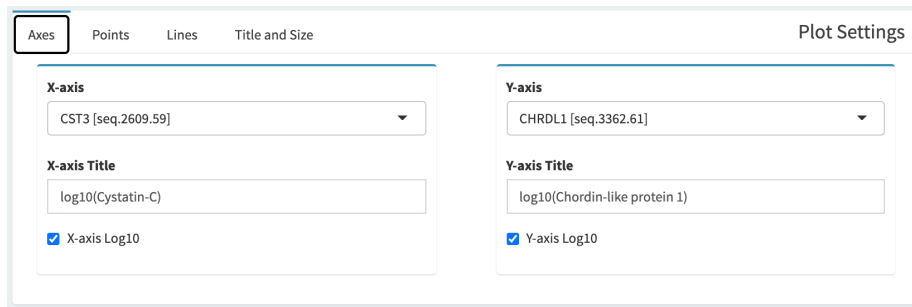 Axes Points Lines Title and Size Plot Settings
X-axis
CST3 [seq.2609.59]
X-axis Title
log10(Cystatin-C)
X-axis Log10
Y-axis
CHRDL1 [seq.3362.61]
Y-axis Title
log10(Chordin-like protein 1)
Y-axis Log10